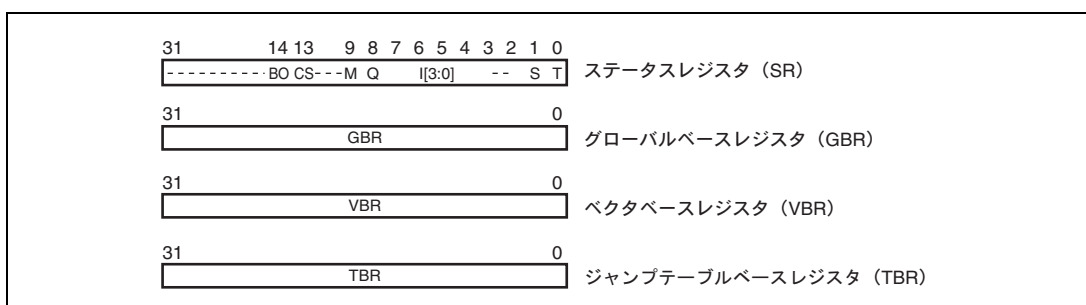 31 14 13 9 8 7 6 5 4 3 2 1 0
- - - - - - - - - - BO CS- - -M Q I[3:0] - - S T ステータスレジスタ（SR）
31 0
GBR グローバルベースレジスタ（GBR）
31 0
VBR ベクタベースレジスタ（VBR）
31 0
TBR ジャンプテーブルベースレジスタ（TBR）